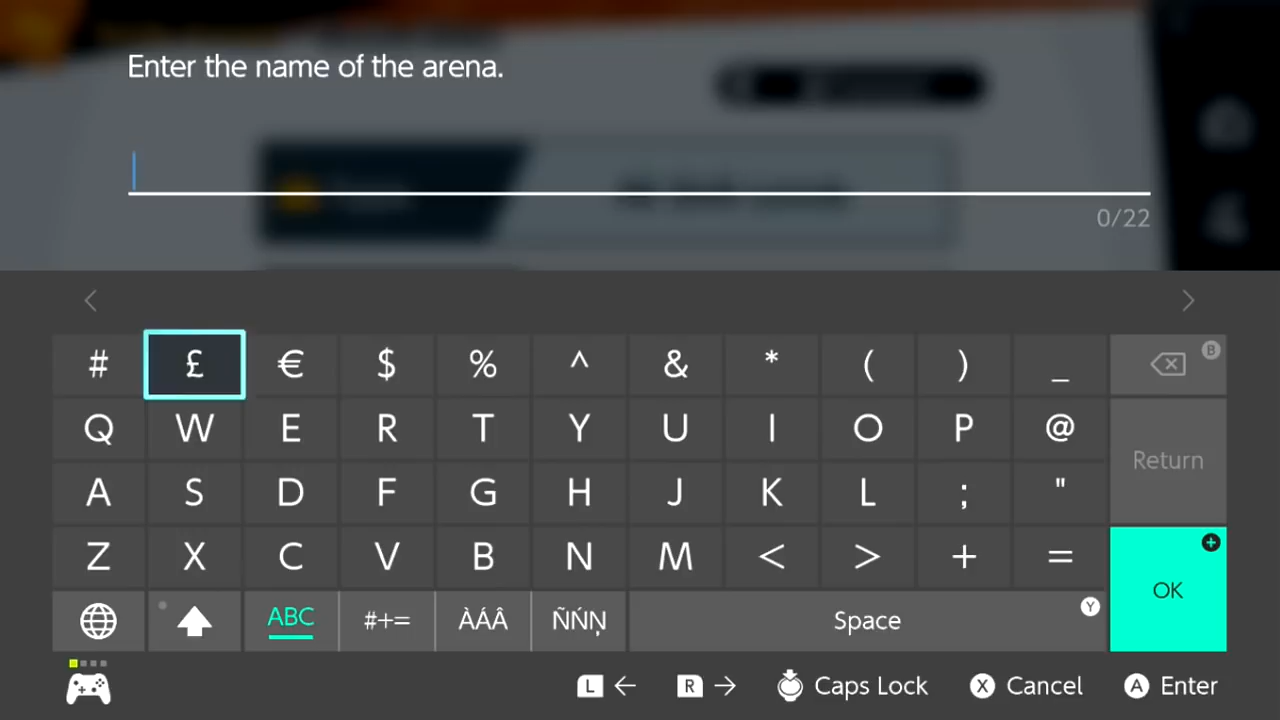 Enter the name of the arena.
0/22
# £ € $ % ^ & * ( ) _ B
Q W E R T Y U I O P @
Return
A S D F G H J K L ; "
Z X C V B N M < > + =
OK
ABC #+= ÀÁÂ ÑŃŅ Space Y
L ← R → Caps Lock X Cancel A Enter